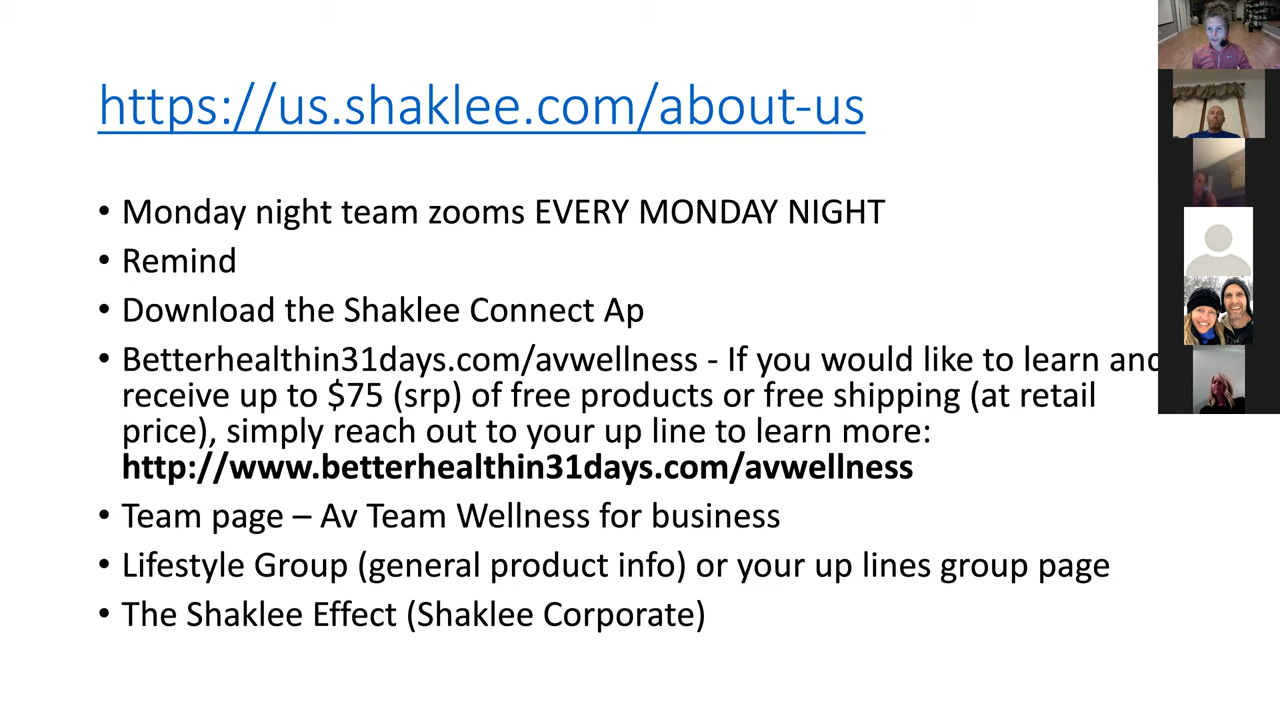 https://us.shaklee.com/about-us
• Monday night team zooms EVERY MONDAY NIGHT
• Remind
• Download the Shaklee Connect Ap
• Betterhealthin31days.com/avwellness - If you would like to learn and
receive up to $75 (srp) of free products or free shipping (at retail
price), simply reach out to your up line to learn more:
http://www.betterhealthin31days.com/avwellness
• Team page – Av Team Wellness for business
• Lifestyle Group (general product info) or your up lines group page
• The Shaklee Effect (Shaklee Corporate)